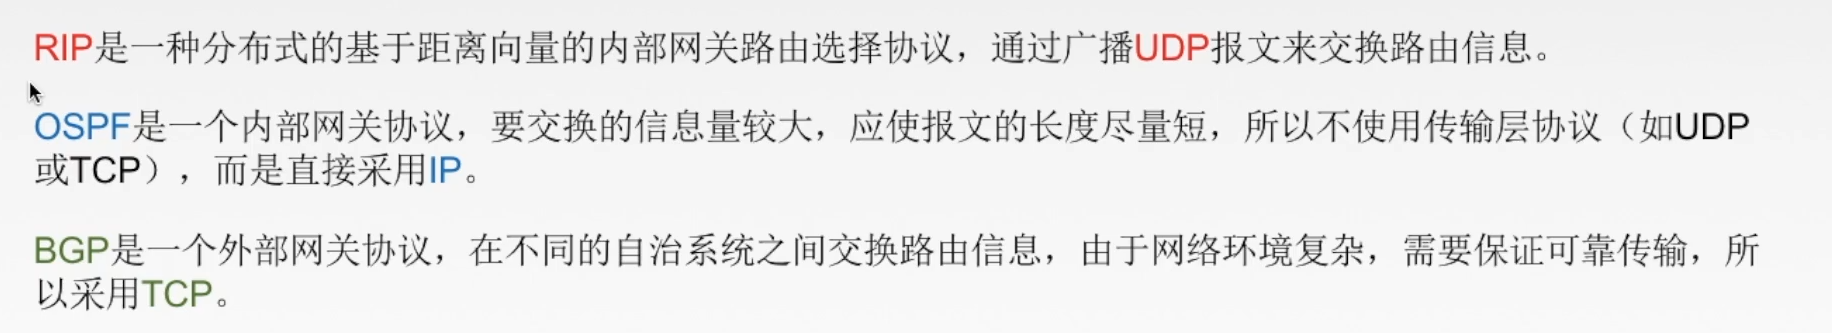 RIP是一种分布式的基于距离向量的内部网关路由选择协议，通过广播UDP报文来交换路由信息。
OSPF是一个内部网关协议，要交换的信息量较大，应使报文的长度尽量短，所以不使用传输层协议（如UDP
或TCP），而是直接采用IP。
BGP是一个外部网关协议，在不同的自治系统之间交换路由信息，由于网络环境复杂，需要保证可靠传输，所
以采用TCP。